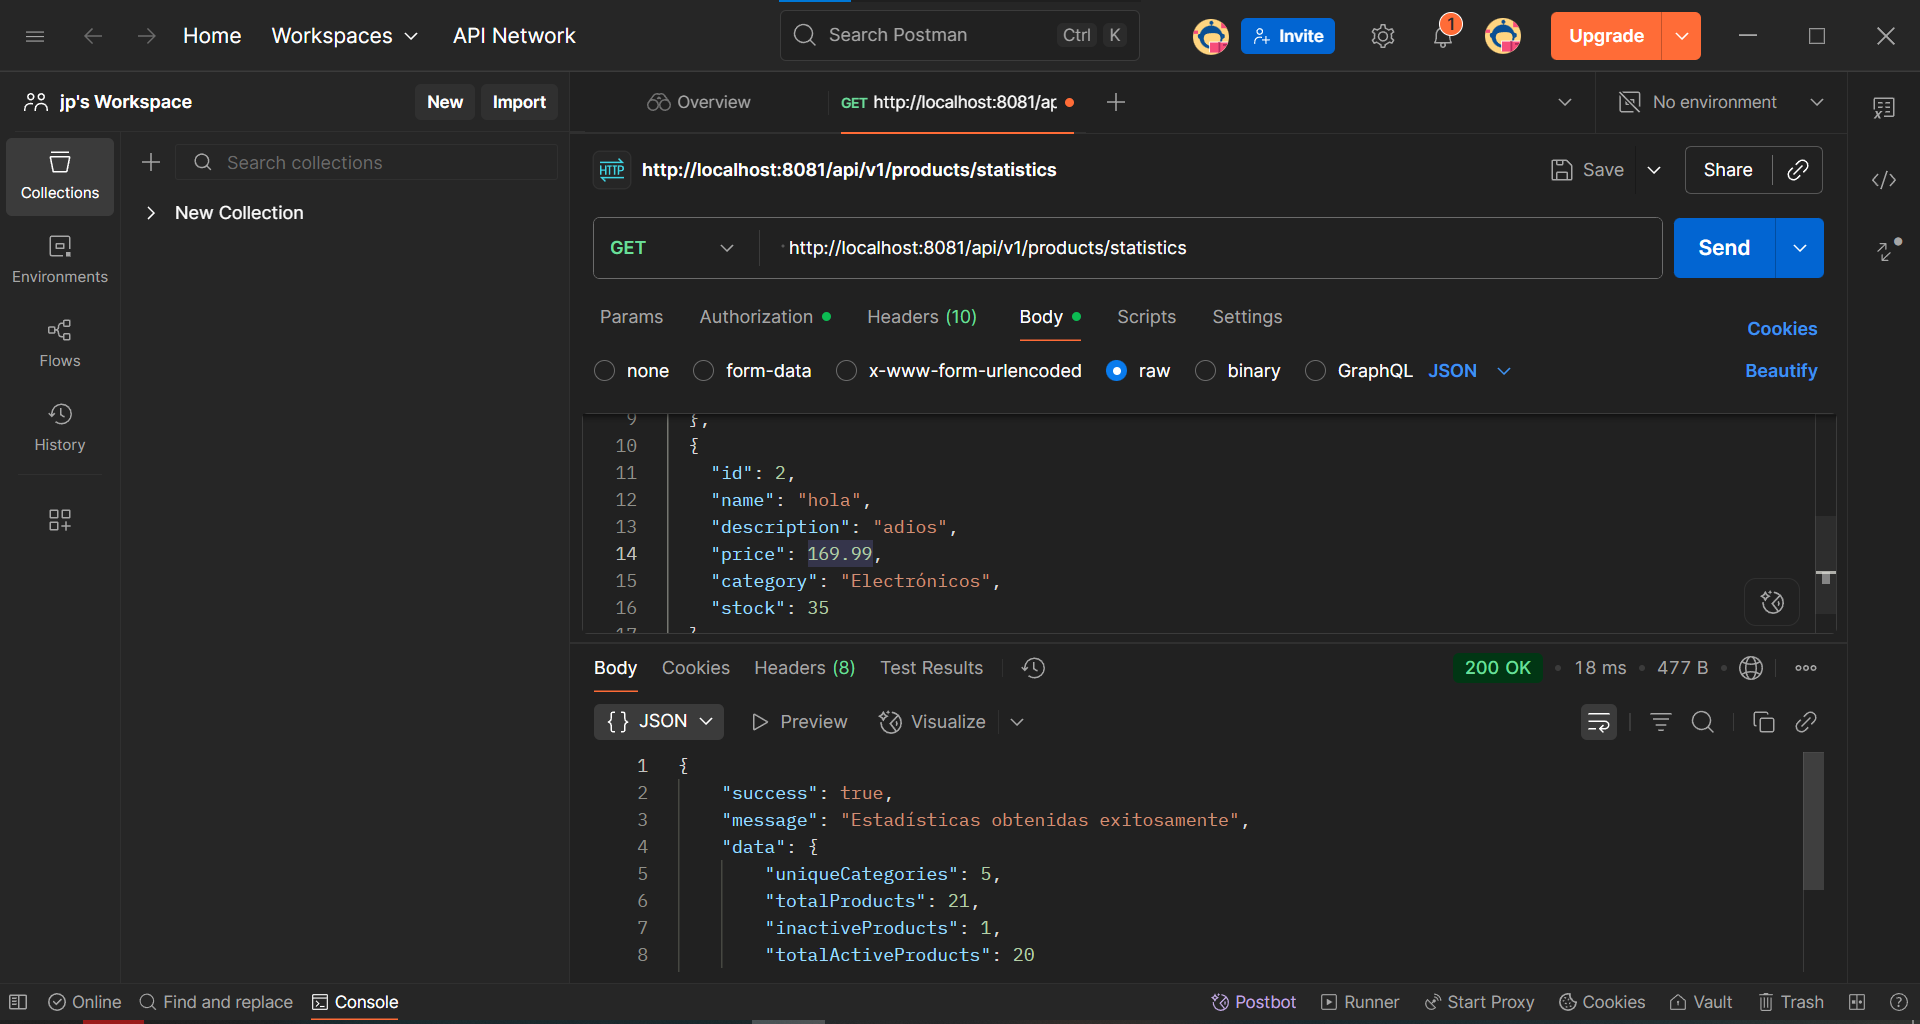 Home
Workspaces
API Network
Search Postman
Ctrl K
Invite
1
Upgrade
jp's Workspace
New
Import
Overview
GET http://localhost:8081/ap
No environment
Collections
Search collections
New Collection
Environments
Flows
History
HTTP
http://localhost:8081/api/v1/products/statistics
Save
Share
GET
http://localhost:8081/api/v1/products/statistics
Send
Params
Authorization
Headers (10)
Body
Scripts
Settings
Cookies
none
form-data
x-www-form-urlencoded
raw
binary
GraphQL
JSON
Beautify
9 },
10 {
11 "id": 2,
12 "name": "hola",
13 "description": "adios",
14 "price": 169.99,
15 "category": "Electrónicos",
16 "stock": 35
17 }
Body
Cookies
Headers (8)
Test Results
200 OK
18 ms
477 B
{ } JSON
Preview
Visualize
1 {
2 "success": true,
3 "message": "Estadísticas obtenidas exitosamente",
4 "data": {
5 "uniqueCategories": 5,
6 "totalProducts": 21,
7 "inactiveProducts": 1,
8 "totalActiveProducts": 20
Online
Find and replace
Console
Postbot
Runner
Start Proxy
Cookies
Vault
Trash